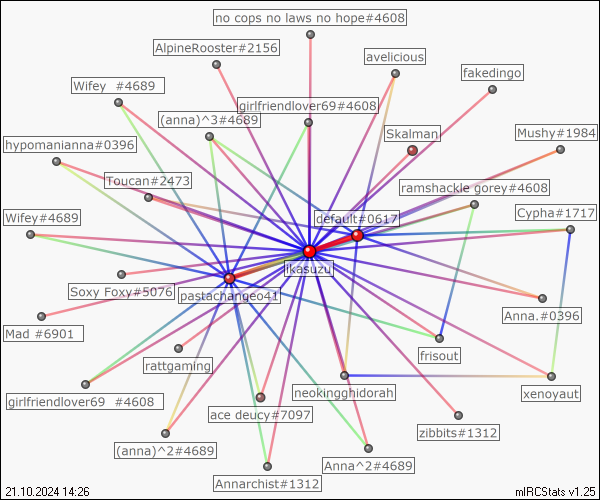 no cops no laws no hope#4608
AlpineRooster#2156
avelicious
fakedingo
Wifey  #4689
girlfriendlover69#4608
(anna)^3#4689
Skalman
Mushy#1984
hypomanianna#0396
Toucan#2473
ramshackle gorey#4608
default#0617
Cypha#1717
Wifey#4689
ikasuzu
Soxy Foxy#5076
pastachangeo41
Anna.#0396
Mad #6901
frisout
rattgaming
neokingghidorah
xenoyaut
girlfriendlover69  #4608
ace deucy#7097
zibbits#1312
(anna)^2#4689
Anna^2#4689
Annarchist#1312
21.10.2024 14:26
mIRCStats v1.25